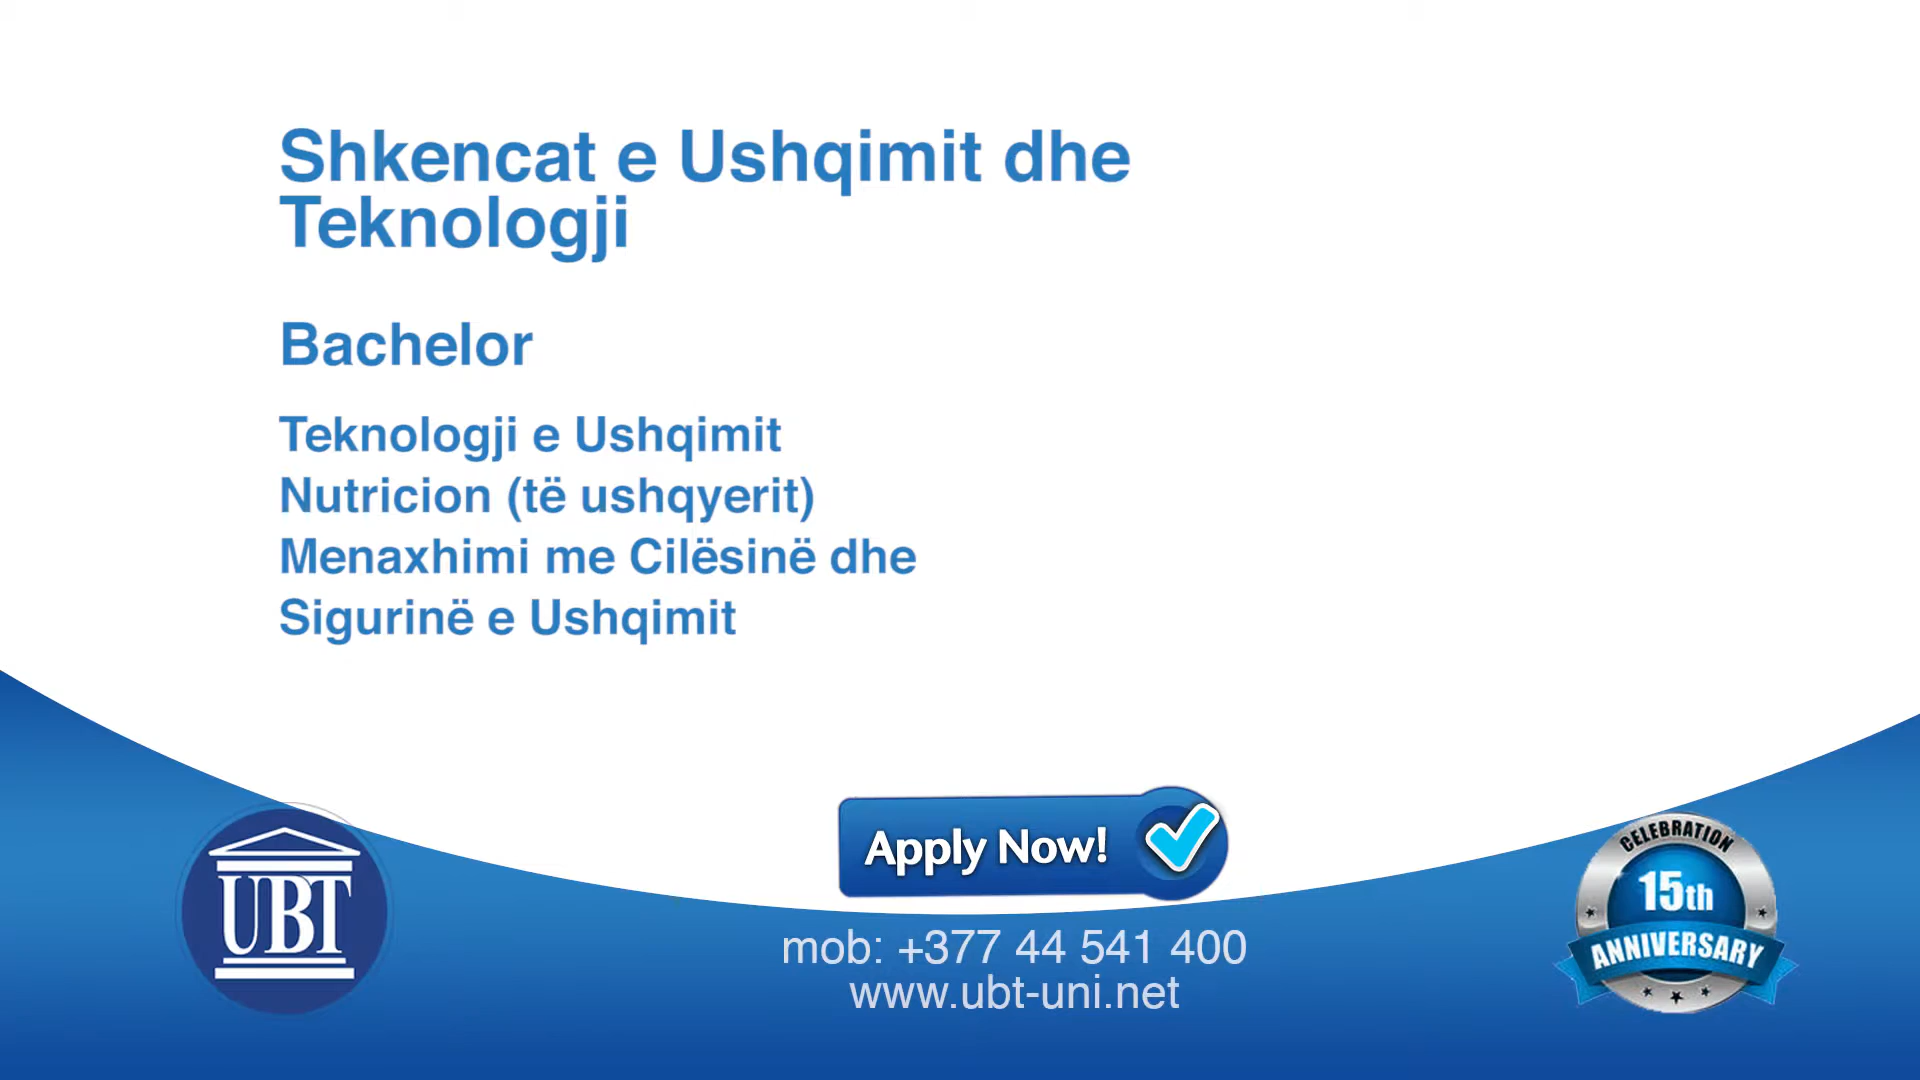 Shkencat e Ushqimit dhe
Teknologji
Bachelor
Teknologji e Ushqimit
Nutricion (të ushqyerit)
Menaxhimi me Cilësinë dhe
Sigurinë e Ushqimit
Apply Now!
UBT
mob: +377 44 541 400
www.ubt-uni.net
CELEBRATION
15th
ANNIVERSARY